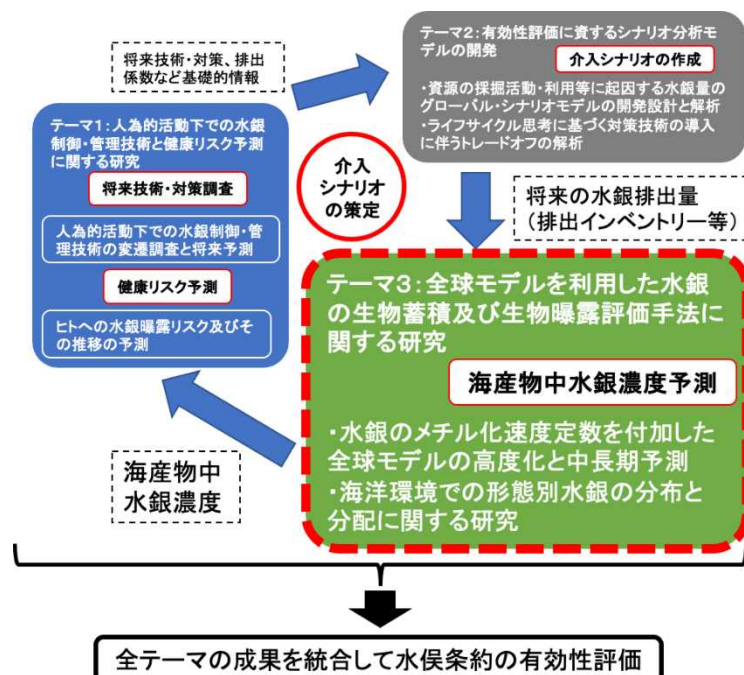 将来技術・対策、排出
係数など基礎的情報
テーマ2：有効性評価に資するシナリオ分析モ
デルの開発
介入シナリオの作成
・資源の採掘活動・利用等に起因する水銀量の
グローバル・シナリオモデルの開発設計と解析
・ライフサイクル思考に基づく対策技術の導入
に伴うトレードオフの解析
テーマ1：人為的活動下での水銀
制御・管理技術と健康リスク予測
に関する研究
将来技術・対策調査
人為的活動下での水銀制御・管
理技術の変遷調査と将来予測
健康リスク予測
ヒトへの水銀曝露リスク及びそ
の推移の予測
介入
シナリオ
の策定
将来の水銀排出量
（排出インベントリー等）
テーマ3：全球モデルを利用した水銀
の生物蓄積及び生物曝露評価手法に
関する研究
海産物中水銀濃度予測
・水銀のメチル化速度定数を付加した
全球モデルの高度化と中長期予測
・海洋環境での形態別水銀の分布と
分配に関する研究
海産物中
水銀濃度
全テーマの成果を統合して水俣条約の有効性評価